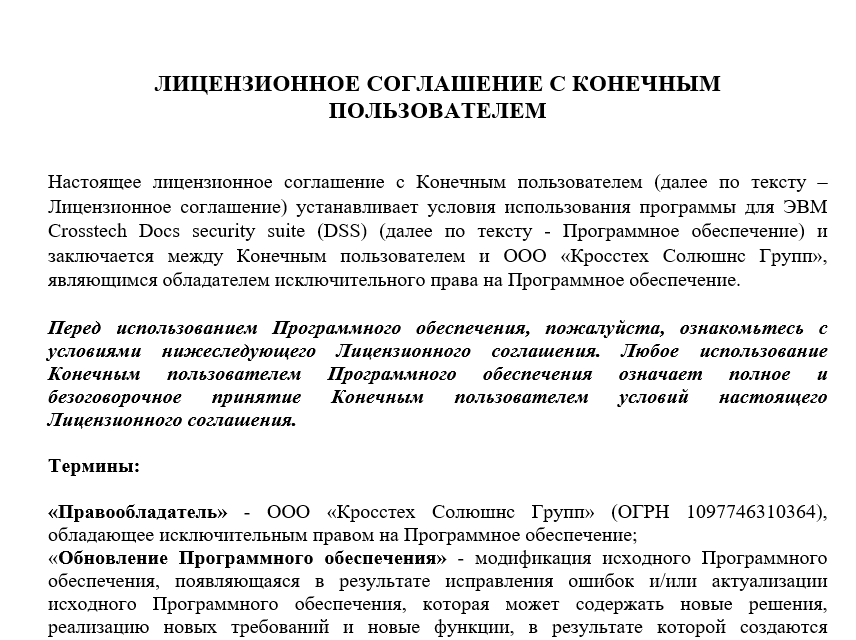 ЛИЦЕНЗИОННОЕ СОГЛАШЕНИЕ С КОНЕЧНЫМ
ПОЛЬЗОВАТЕЛЕМ
Настоящее лицензионное соглашение с Конечным пользователем (далее по тексту –
Лицензионное соглашение) устанавливает условия использования программы для ЭВМ
Crosstech Docs security suite (DSS) (далее по тексту - Программное обеспечение) и
заключается между Конечным пользователем и ООО «Кросстех Солюшнс Групп»,
являющимся обладателем исключительного права на Программное обеспечение.
Перед использованием Программного обеспечения, пожалуйста, ознакомьтесь с
условиями нижеследующего Лицензионного соглашения. Любое использование
Конечным пользователем Программного обеспечения означает полное и
безоговорочное принятие Конечным пользователем условий настоящего
Лицензионного соглашения.
Термины:
«Правообладатель» - ООО «Кросстех Солюшнс Групп» (ОГРН 1097746310364),
обладающее исключительным правом на Программное обеспечение;
«Обновление Программного обеспечения» - модификация исходного Программного
обеспечения, появляющаяся в результате исправления ошибок и/или актуализации
исходного Программного обеспечения, которая может содержать новые решения,
реализацию новых требований и новые функции, в результате которой создаются